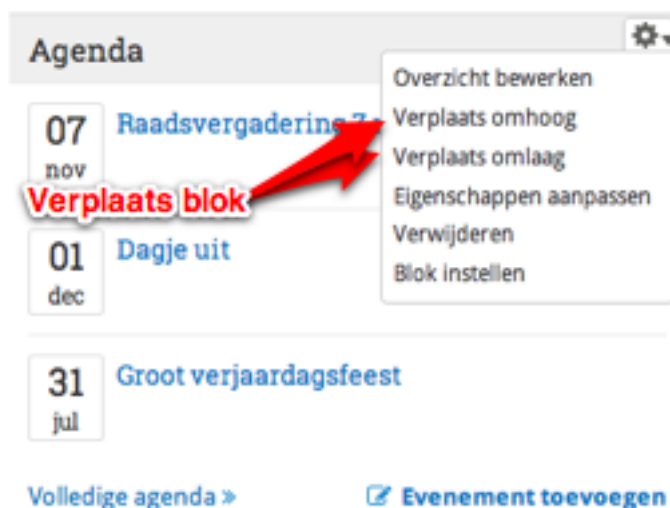 Agenda
Overzicht bewerken
Verplaats omhoog
Verplaats omlaag
Eigenschappen aanpassen
Verwijderen
Blok instellen
07
nov
Raadsvergadering
Verplaats blok
01
dec
Dagje uit
31
jul
Groot verjaardagsfeest
Volledige agenda »
Evenement toevoegen